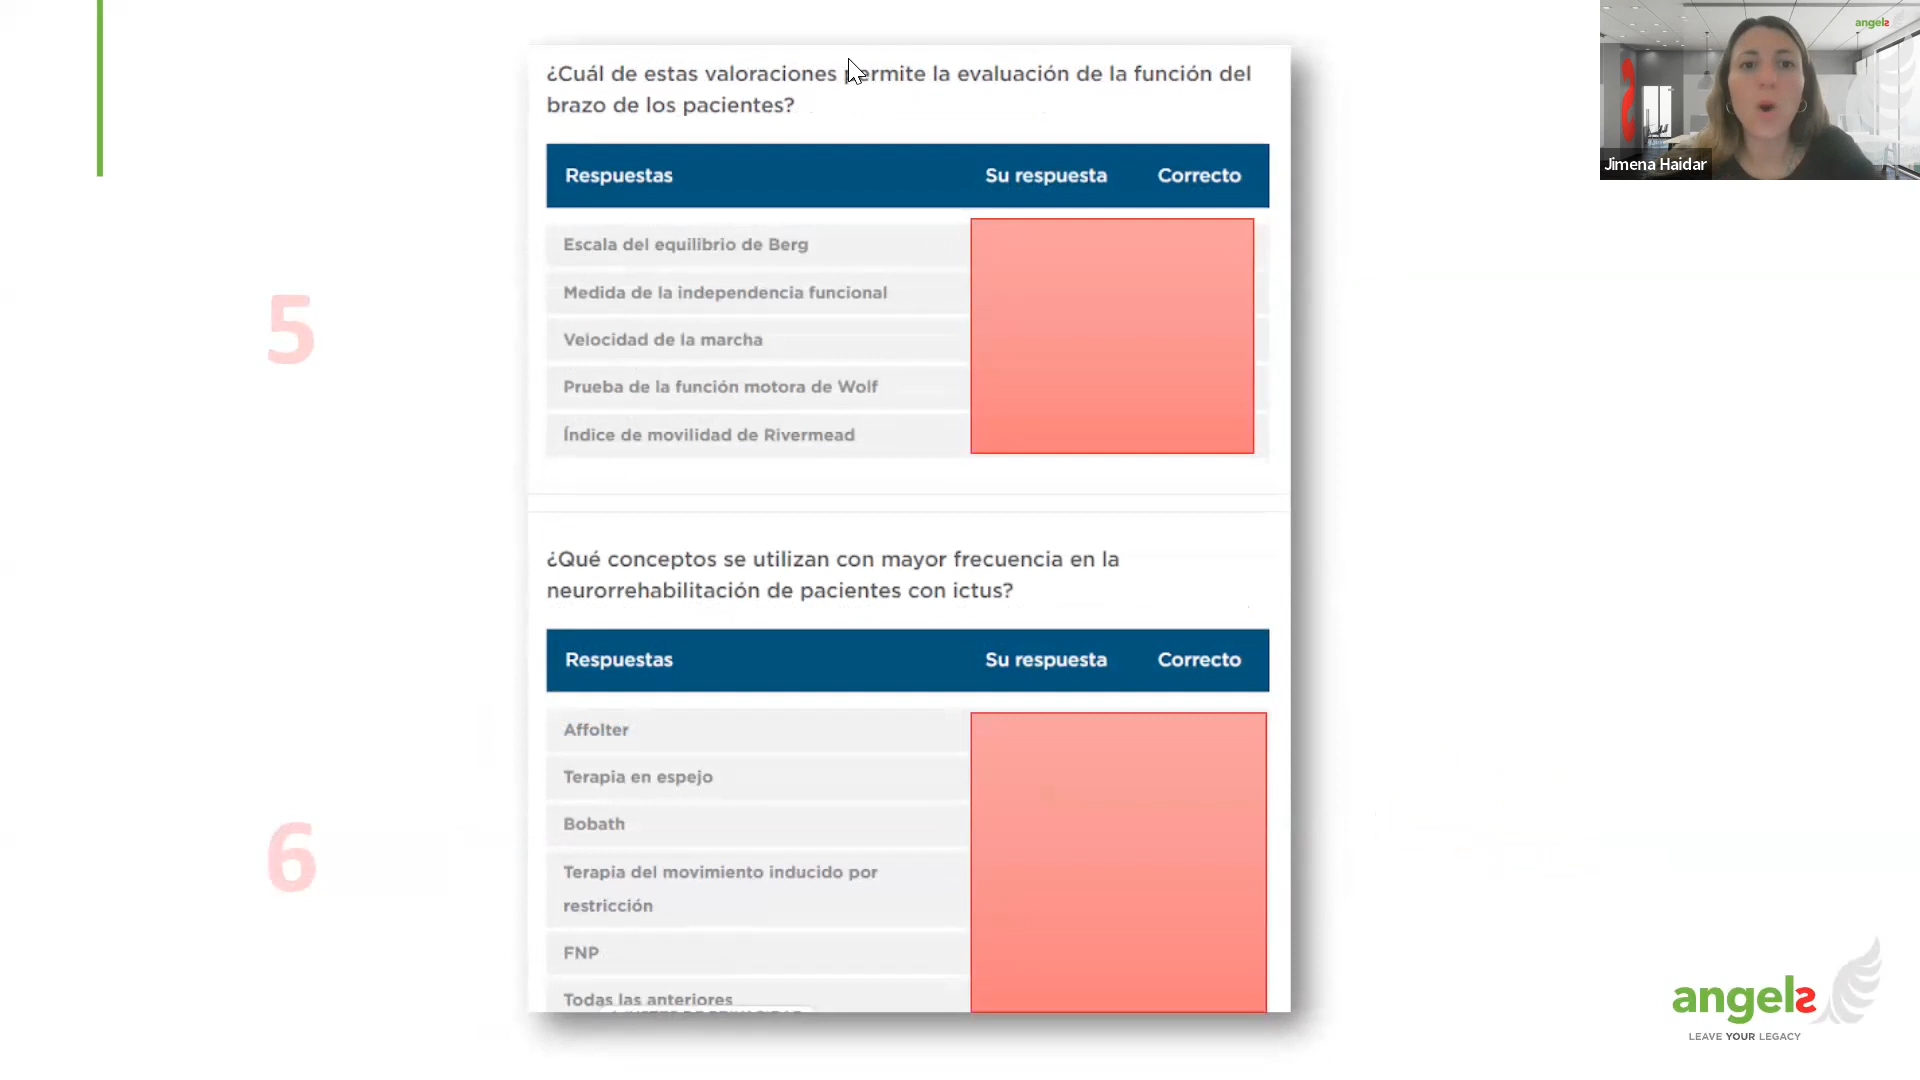 ¿Cuál de estas valoraciones permite la evaluación de la función del
brazo de los pacientes?
Respuestas Su respuesta Correcto
Escala del equilibrio de Berg
Medida de la independencia funcional
Velocidad de la marcha
Prueba de la función motora de Wolf
Índice de movilidad de Rivermead
5
¿Qué conceptos se utilizan con mayor frecuencia en la
neurorrehabilitación de pacientes con ictus?
Respuestas Su respuesta Correcto
Affolter
Terapia en espejo
Bobath
Terapia del movimiento inducido por
restricción
FNP
Todas las anteriores
6
angels
Jimena Haidar
angels
LEAVE YOUR LEGACY